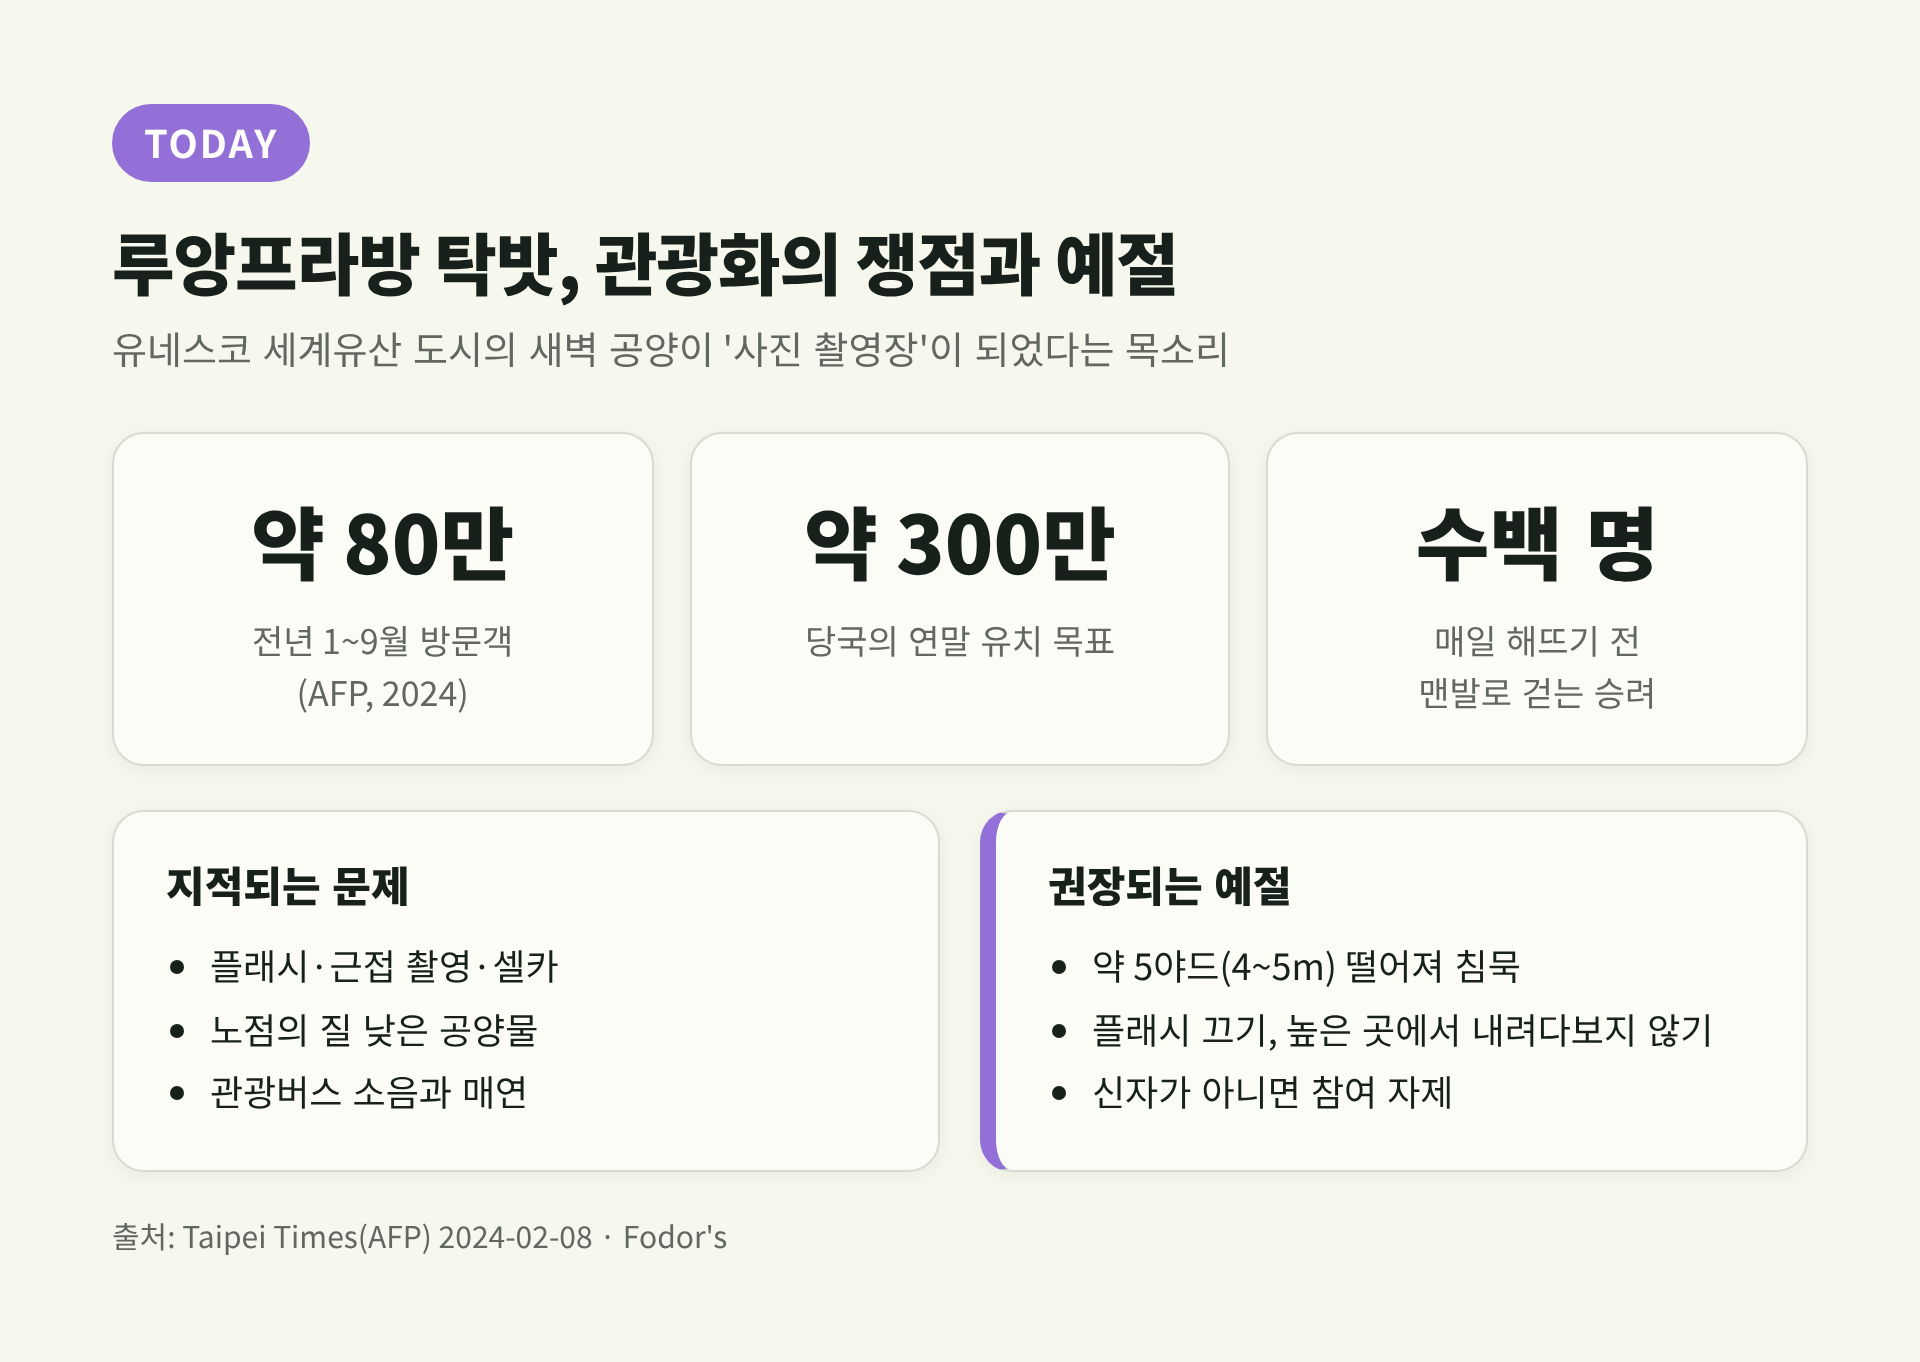 TODAY
루앙프라방 탁밧, 관광화의 쟁점과 예절
유네스코 세계유산 도시의 새벽 공양이 '사진 촬영장'이 되었다는 목소리
약 80만
전년 1~9월 방문객
(AFP, 2024)
약 300만
당국의 연말 유치 목표
수백 명
매일 해뜨기 전
맨발로 걷는 승려
지적되는 문제
• 플래시·근접 촬영·셀카
• 노점의 질 낮은 공양물
• 관광버스 소음과 매연
권장되는 예절
• 약 5야드(4~5m) 떨어져 침묵
• 플래시 끄기, 높은 곳에서 내려다보지 않기
• 신자가 아니면 참여 자제
출처: Taipei Times(AFP) 2024-02-08 · Fodor's